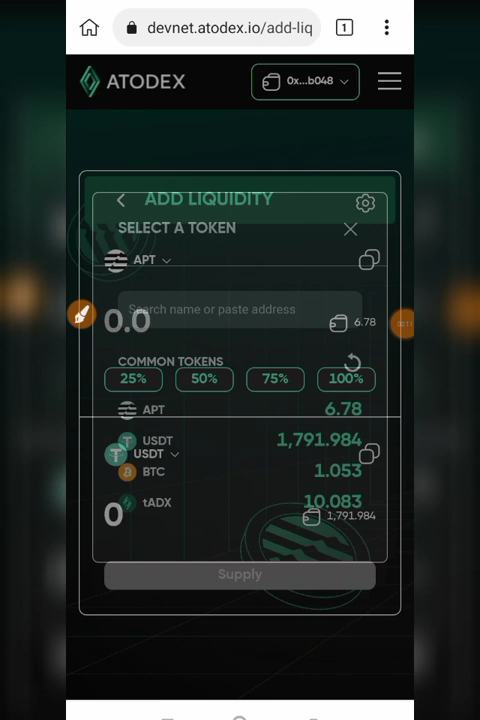 devnet.atodex.io/add-liq
1
ATODEX
0x...b048
ADD LIQUIDITY
SELECT A TOKEN
APT
Search name or paste address
0.0
6.78
COMMON TOKENS
25% 50% 75% 100%
APT 6.78
USDT 1,791.984
USDT
BTC 1.053
tADX 10.083
0
1,791.984
Supply